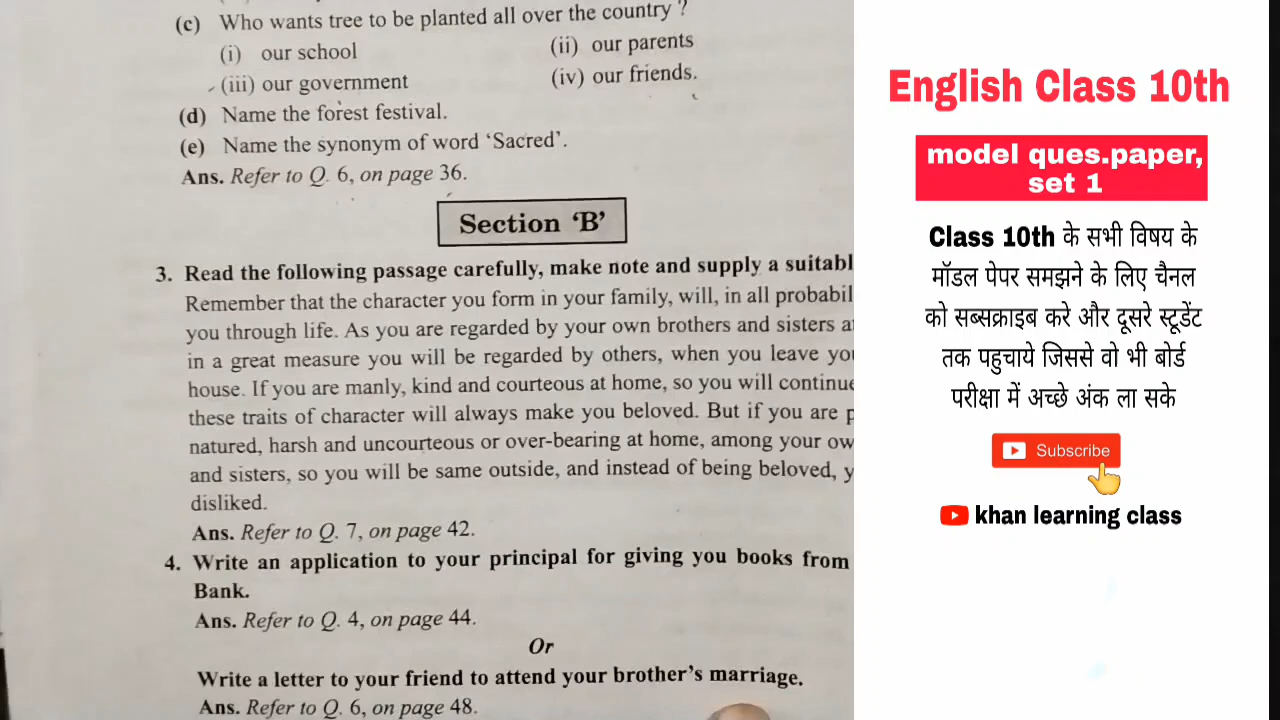 (c) Who wants tree to be planted all over the country ?
(i) our school (ii) our parents
(iii) our government (iv) our friends.
(d) Name the forest festival.
(e) Name the synonym of word ‘Sacred’.
Ans. Refer to Q. 6, on page 36.
Section ‘B’
3. Read the following passage carefully, make note and supply a suitabl
Remember that the character you form in your family, will, in all probabil
you through life. As you are regarded by your own brothers and sisters a
in a great measure you will be regarded by others, when you leave yo
house. If you are manly, kind and courteous at home, so you will continue
these traits of character will always make you beloved. But if you are p
natured, harsh and uncourteous or over-bearing at home, among your ow
and sisters, so you will be same outside, and instead of being beloved, y
disliked.
Ans. Refer to Q. 7, on page 42.
4. Write an application to your principal for giving you books from
Bank.
Ans. Refer to Q. 4, on page 44.
Or
Write a letter to your friend to attend your brother’s marriage.
Ans. Refer to Q. 6, on page 48.
English Class 10th
model ques.paper,
set 1
Class 10th के सभी विषय के
मॉडल पेपर समझने के लिए चैनल
को सब्सक्राइब करे और दूसरे स्टूडेंट
तक पहुचाये जिससे वो भी बोर्ड
परीक्षा में अच्छे अंक ला सके
Subscribe
khan learning class